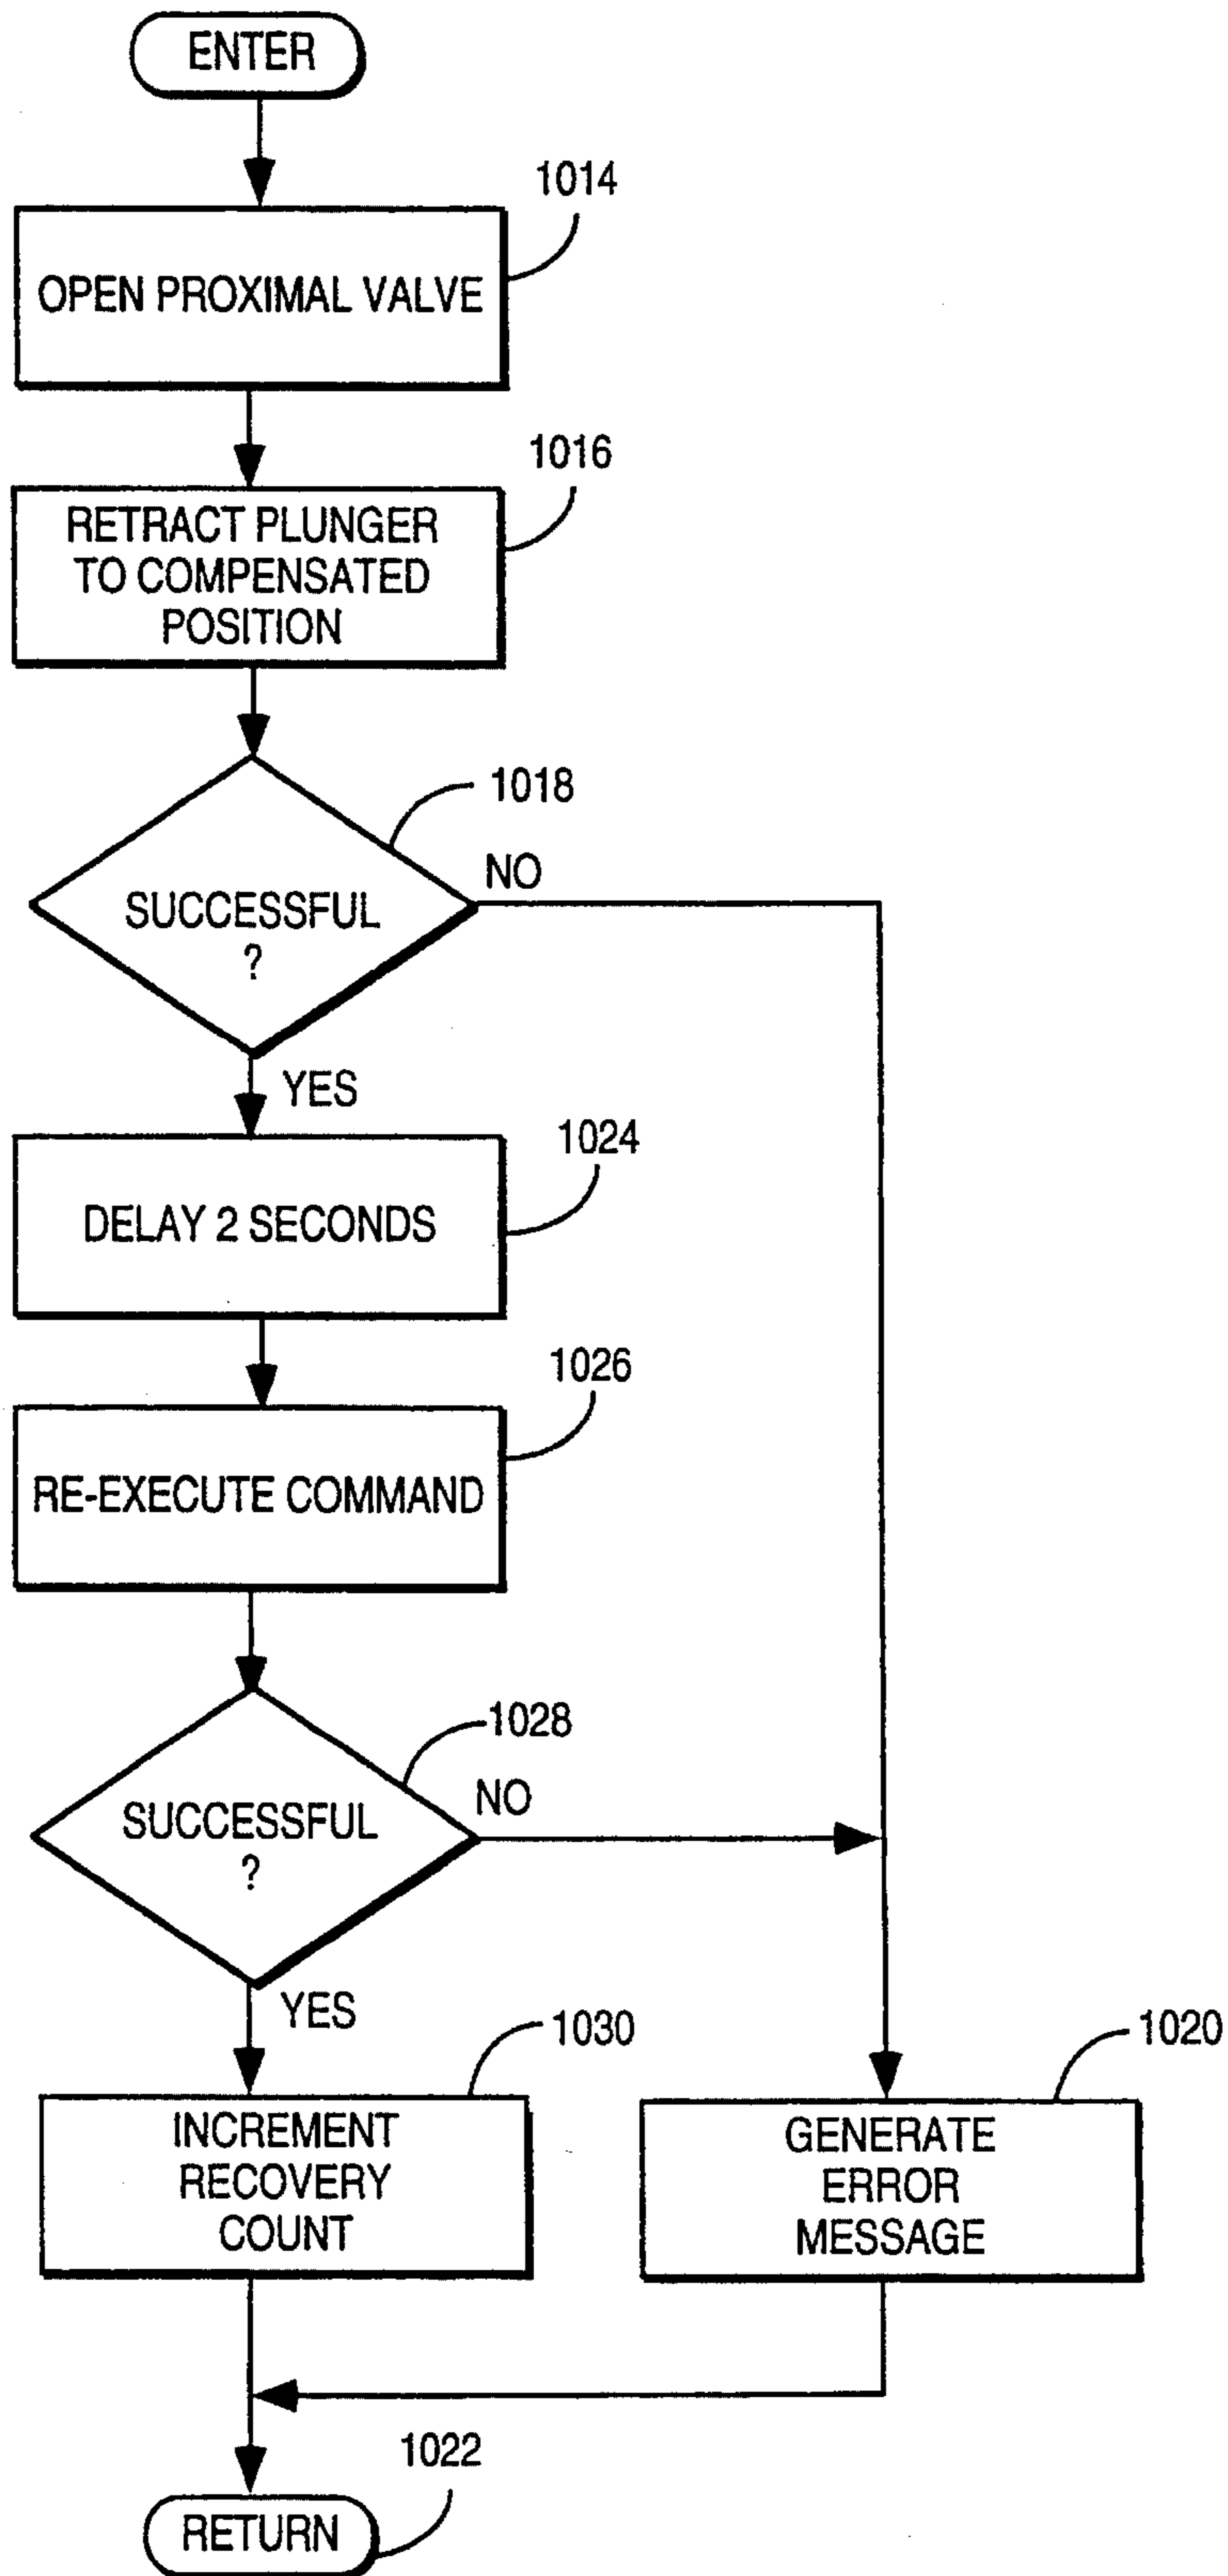 ENTER
1014
OPEN PROXIMAL VALVE
1016
RETRACT PLUNGER
TO COMPENSATED
POSITION
1018
NO
SUCCESSFUL
?
YES
1024
DELAY 2 SECONDS
1026
RE-EXECUTE COMMAND
1028
NO
SUCCESSFUL
?
YES
1030
1020
INCREMENT
RECOVERY
COUNT
GENERATE
ERROR
MESSAGE
1022
RETURN